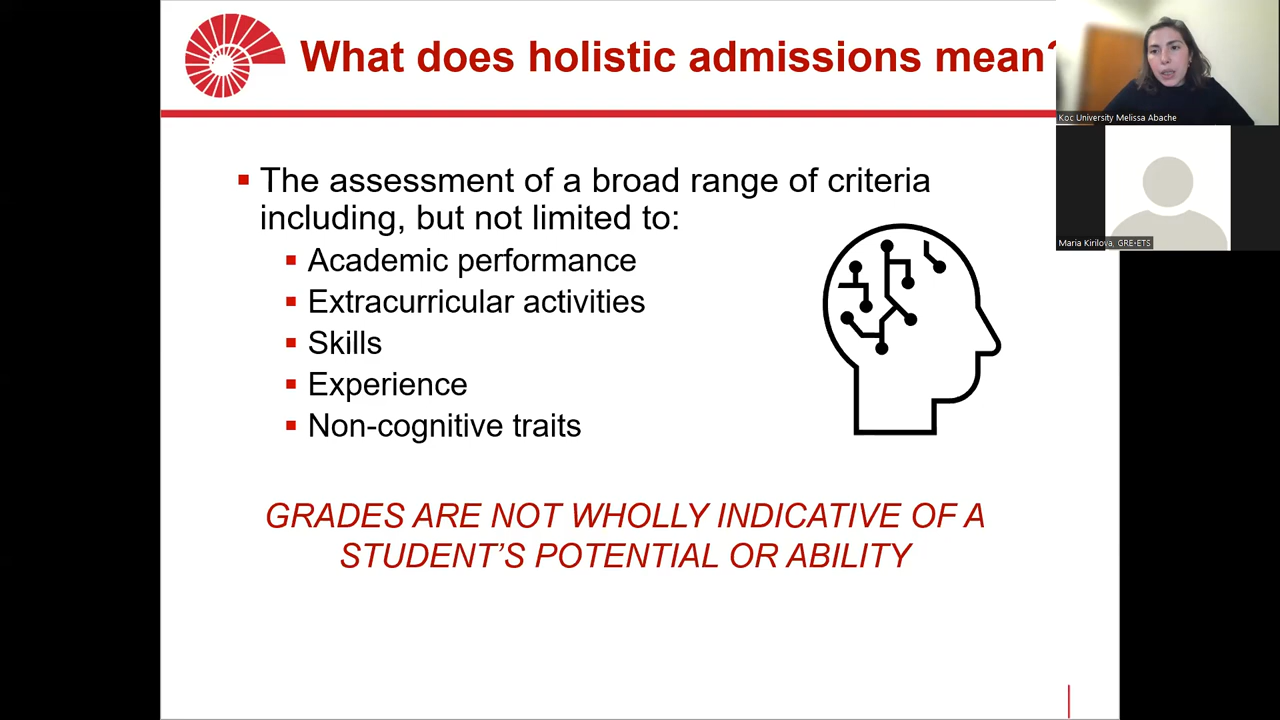 What does holistic admissions mean?
Koc University Melissa Abache
Maria Kirilova, GRE-ETS
▪ The assessment of a broad range of criteria
including, but not limited to:
▪ Academic performance
▪ Extracurricular activities
▪ Skills
▪ Experience
▪ Non-cognitive traits
GRADES ARE NOT WHOLLY INDICATIVE OF A
STUDENT'S POTENTIAL OR ABILITY